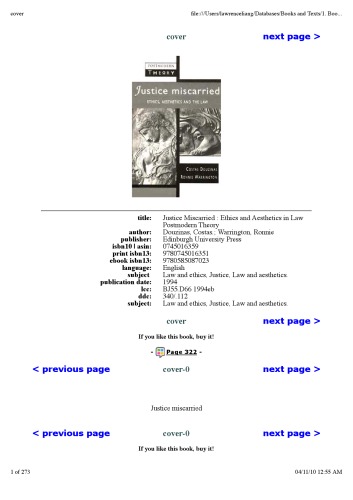 cover
file:///Users/lawrenceliang/Databases/Books and Texts/1. Boo...
cover next page >
POSTMODERN
THEORY
Justice miscarried
ETHICS, AESTHETICS AND THE LAW
COSTAS DOUZINAS
RONNIE WARRINGTON
title: Justice Miscarried : Ethics and Aesthetics in Law
Postmodern Theory
author: Douzinas, Costas.; Warrington, Ronnie
publisher: Edinburgh University Press
isbn10 | asin: 0745016359
print isbn13: 9780745016351
ebook isbn13: 9780585087023
language: English
subject Law and ethics, Justice, Law and aesthetics.
publication date: 1994
lcc: BJ55.D66 1994eb
ddc: 340/.112
subject: Law and ethics, Justice, Law and aesthetics.
cover next page >
If you like this book, buy it!
- Page 322 -
< previous page cover-0 next page >
Justice miscarried
< previous page cover-0 next page >
If you like this book, buy it!
1 of 273 04/11/10 12:55 AM